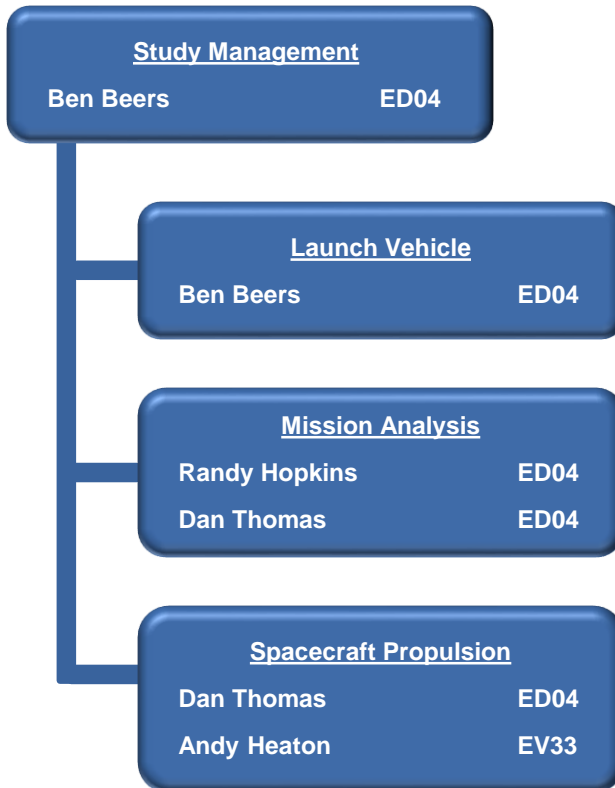 Study Management
Ben Beers ED04
Launch Vehicle
Ben Beers ED04
Mission Analysis
Randy Hopkins ED04
Dan Thomas ED04
Spacecraft Propulsion
Dan Thomas ED04
Andy Heaton EV33